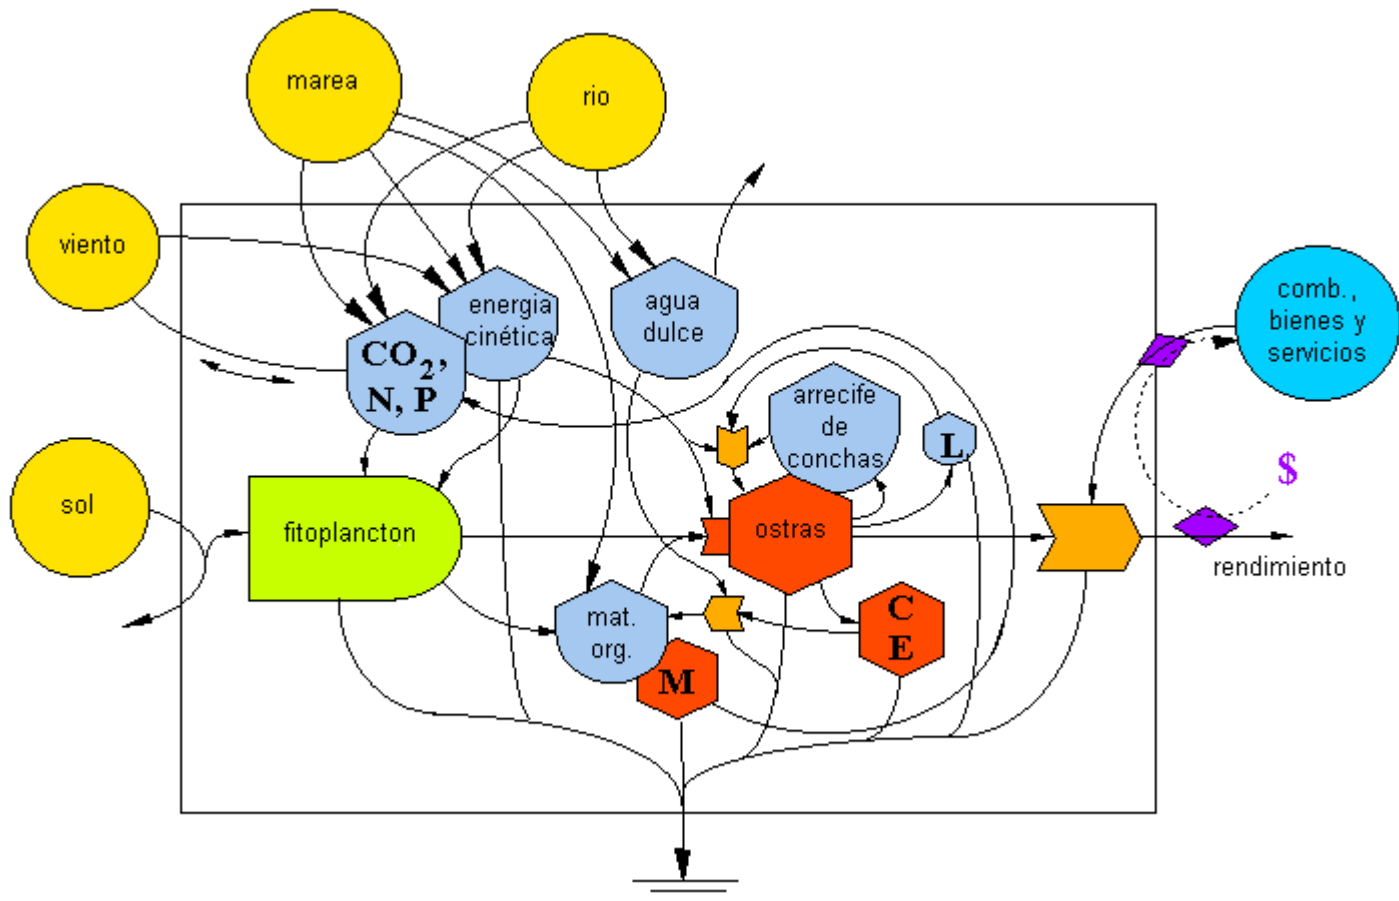 marea
rio
viento
energia
cinética
agua
dulce
comb.,
bienes y
servicios
CO2,
N, P
arrecife
de
conchas
L
$
sol
fitoplancton
ostras
rendimiento
mat.
org.
C
E
M